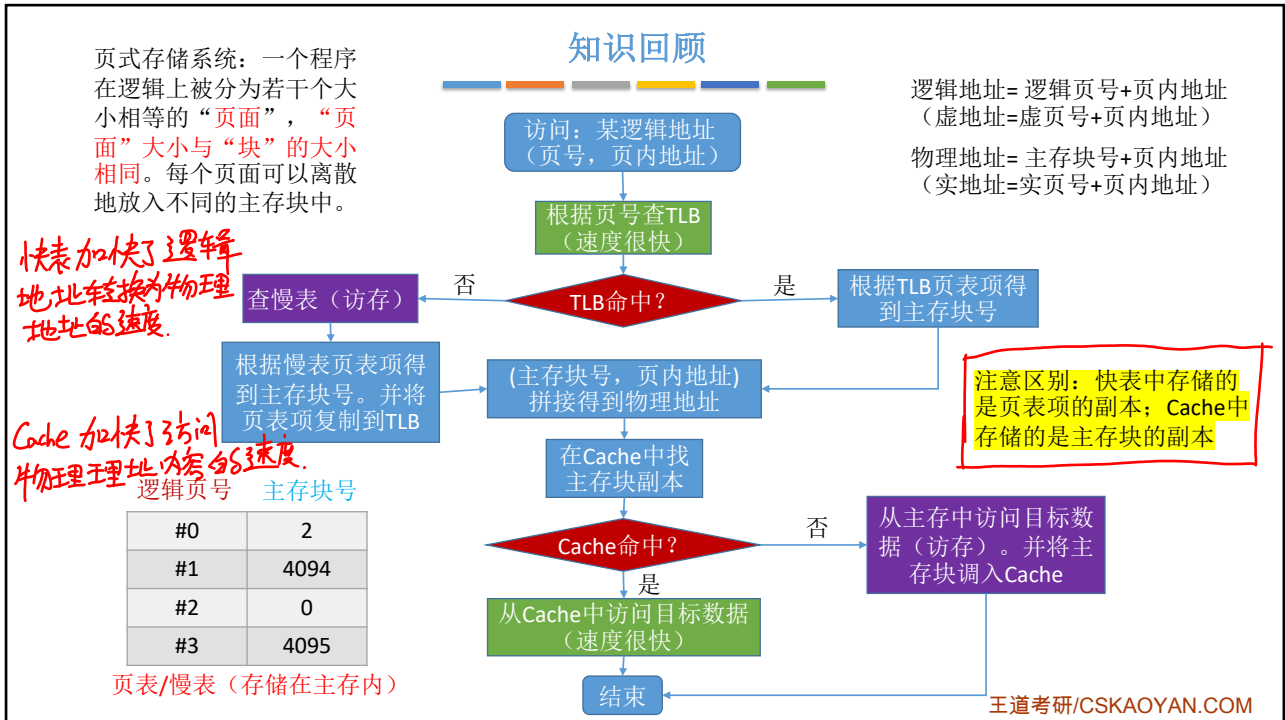 知识回顾
页式存储系统：一个程序
在逻辑上被分为若干个大
小相等的“页面”，“页
面”大小与“块”的大小
相同。每个页面可以离散
地放入不同的主存块中。
逻辑地址= 逻辑页号+页内地址
（虚地址=虚页号+页内地址）
物理地址= 主存块号+页内地址
（实地址=实页号+页内地址）
访问：某逻辑地址
（页号，页内地址）
根据页号查TLB
（速度很快）
快表加快了逻辑
地址转换为物理
地址的速度.
否
TLB命中？
是
查慢表（访存）
根据TLB页表项得
到主存块号
根据慢表页表项得
到主存块号。并将
页表项复制到TLB
(主存块号，页内地址)
拼接得到物理地址
注意区别：快表中存储的
是页表项的副本；Cache中
存储的是主存块的副本
Cache 加快了访问
物理理地址内容的速度.
在Cache中找
主存块副本
Cache命中？
否
是
从主存中访问目标数
据（访存）。并将主
存块调入Cache
从Cache中访问目标数据
（速度很快）
结束
逻辑页号 主存块号
#0 2
#1 4094
#2 0
#3 4095
页表/慢表（存储在主存内）
王道考研/CSKAOYAN.COM